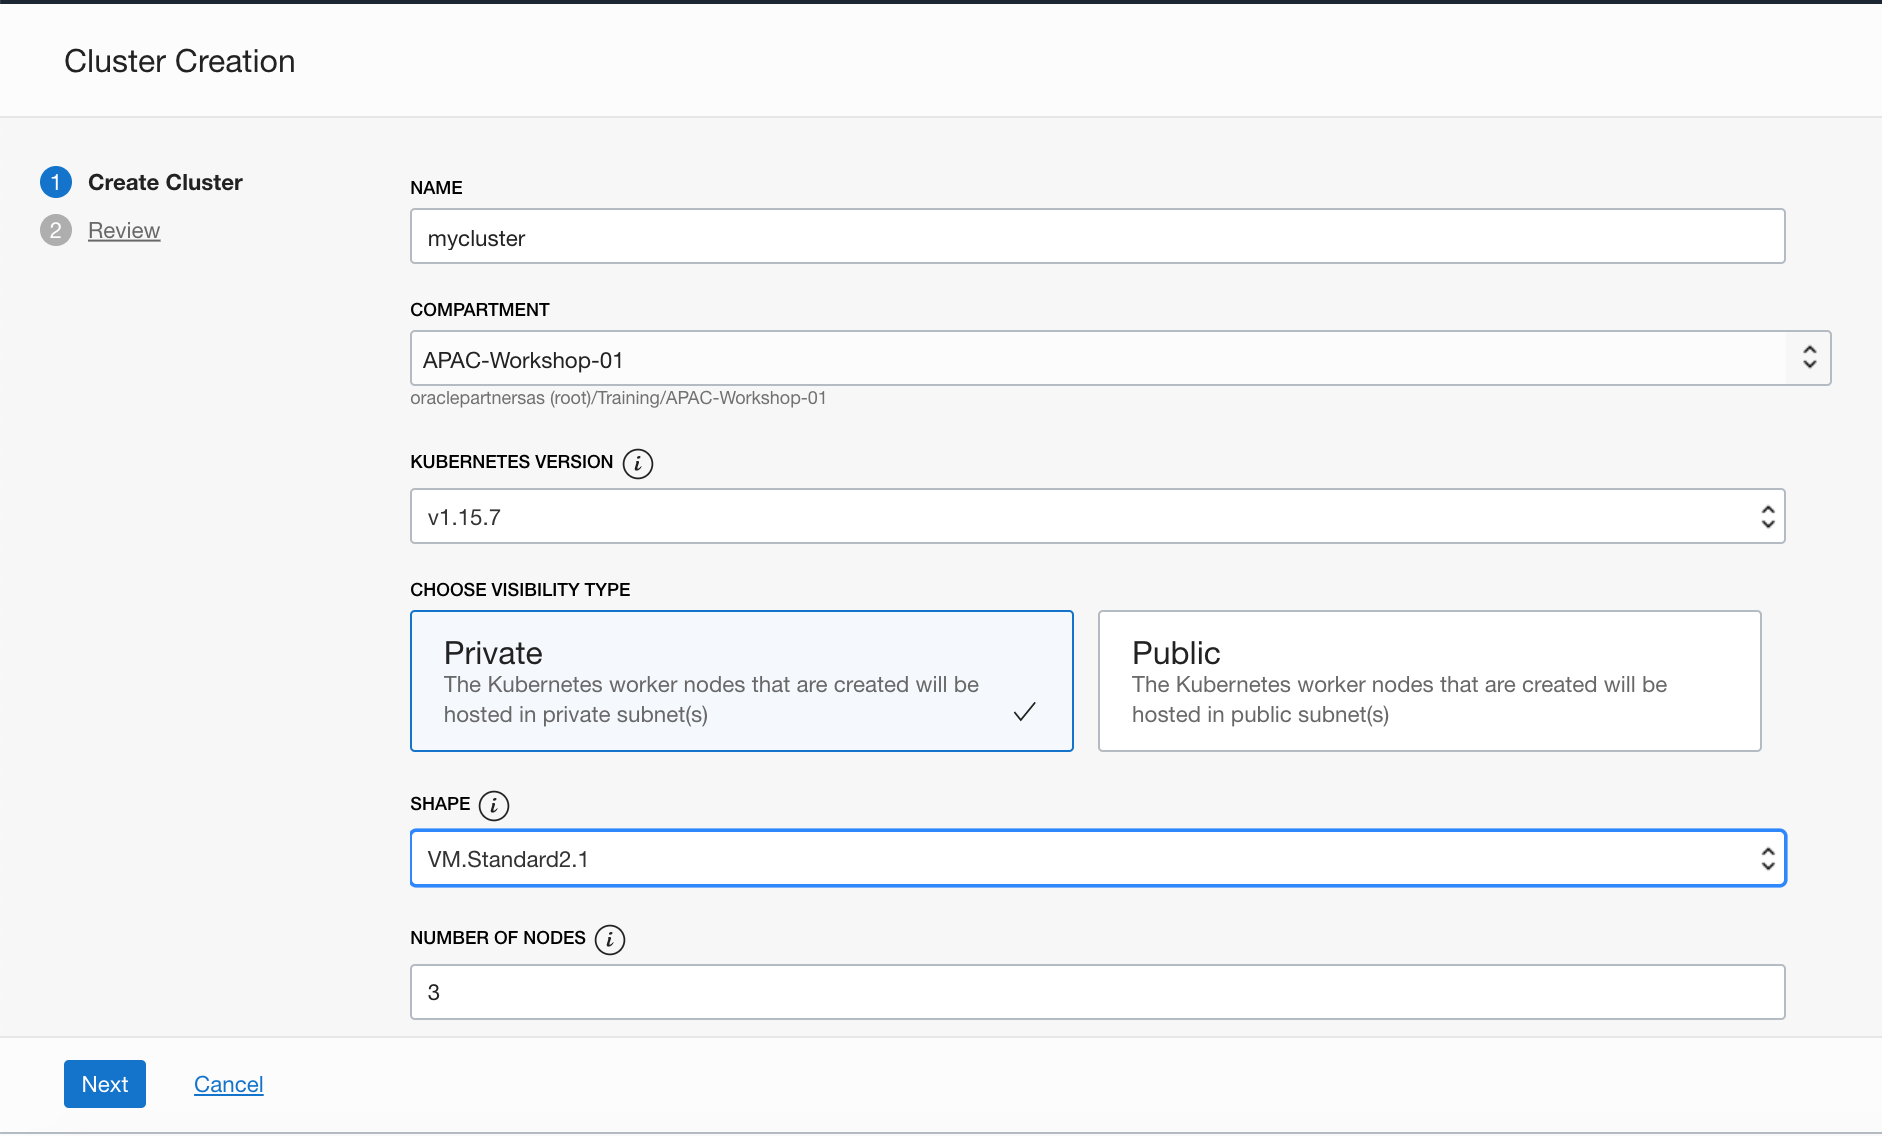 Cluster Creation
1 Create Cluster
2 Review
NAME
mycluster
COMPARTMENT
APAC-Workshop-01
oraclepartnersas (root)/Training/APAC-Workshop-01
KUBERNETES VERSION i
v1.15.7
CHOOSE VISIBILITY TYPE
Private
The Kubernetes worker nodes that are created will be
hosted in private subnet(s)
Public
The Kubernetes worker nodes that are created will be
hosted in public subnet(s)
SHAPE i
VM.Standard2.1
NUMBER OF NODES i
3
Next Cancel